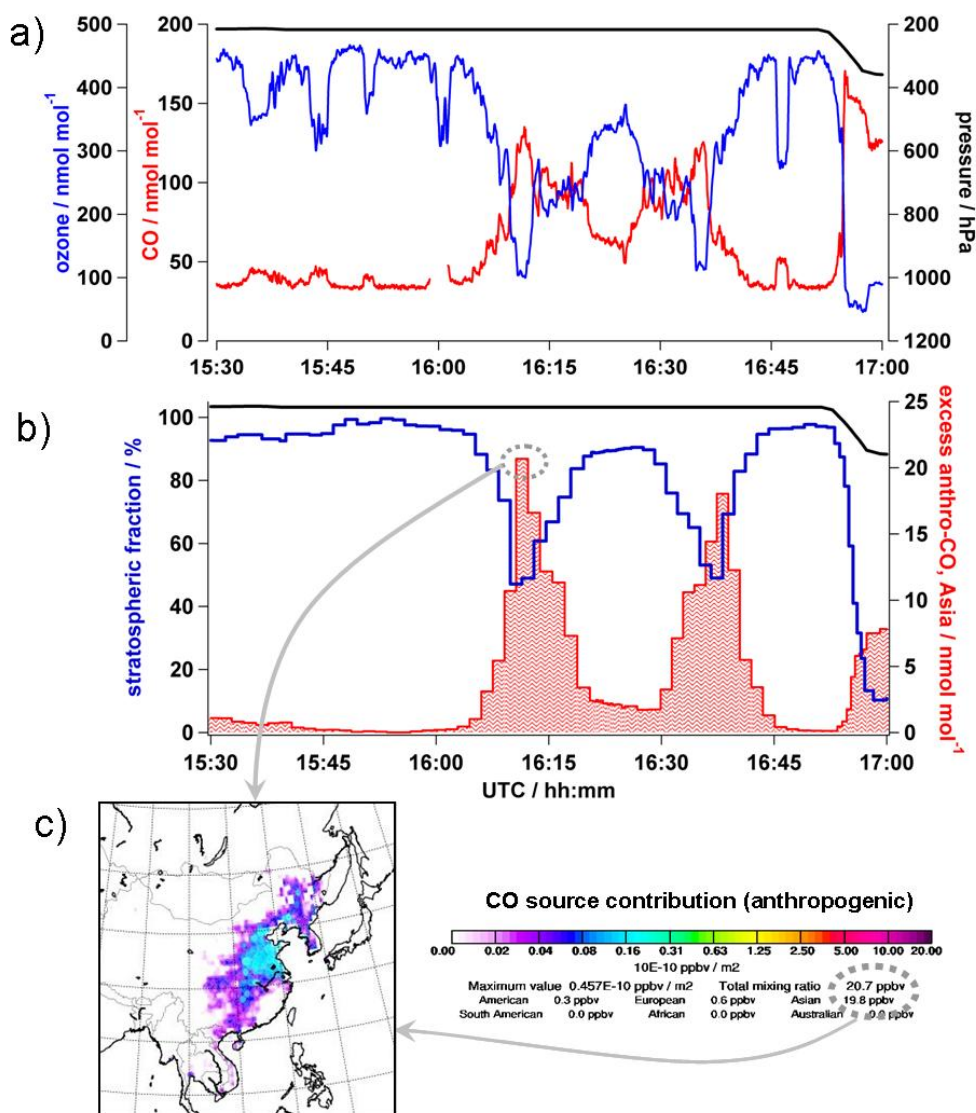 a)
500
400
300
200
100
0
ozone / nmol mol⁻¹
200
150
100
50
0
CO / nmol mol⁻¹
200
400
600
800
1000
1200
pressure / hPa
15:30 15:45 16:00 16:15 16:30 16:45 17:00
b)
100
80
60
40
20
0
stratospheric fraction / %
25
20
15
10
5
0
excess anthro-CO, Asia / nmol mol⁻¹
15:30 15:45 16:00 16:15 16:30 16:45 17:00
UTC / hh:mm
c)
CO source contribution (anthropogenic)
0.00 0.02 0.04 0.08 0.16 0.31 0.63 1.25 2.50 5.00 10.00 20.00
10E-10 ppbv / m2
Maximum value 0.457E-10 ppbv / m2 Total mixing ratio 20.7 ppbv
American 0.3 ppbv European 0.6 ppbv Asian 19.8 ppbv
South American 0.0 ppbv African 0.0 ppbv Australian 0.0 ppbv